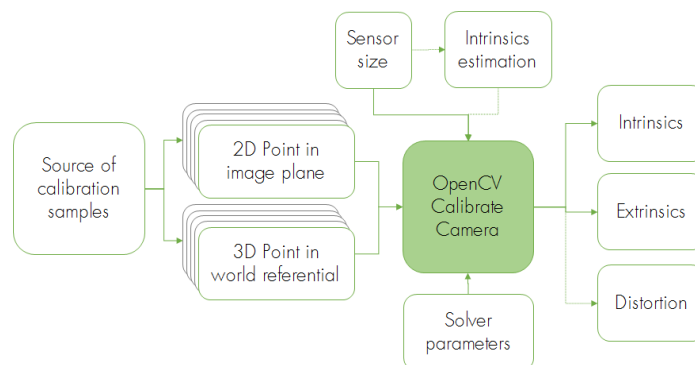 Sensor
size
Intrinsics
estimation
Source of
calibration
samples
2D Point in
image plane
3D Point in
world referential
OpenCV
Calibrate
Camera
Solver
parameters
Intrinsics
Extrinsics
Distortion